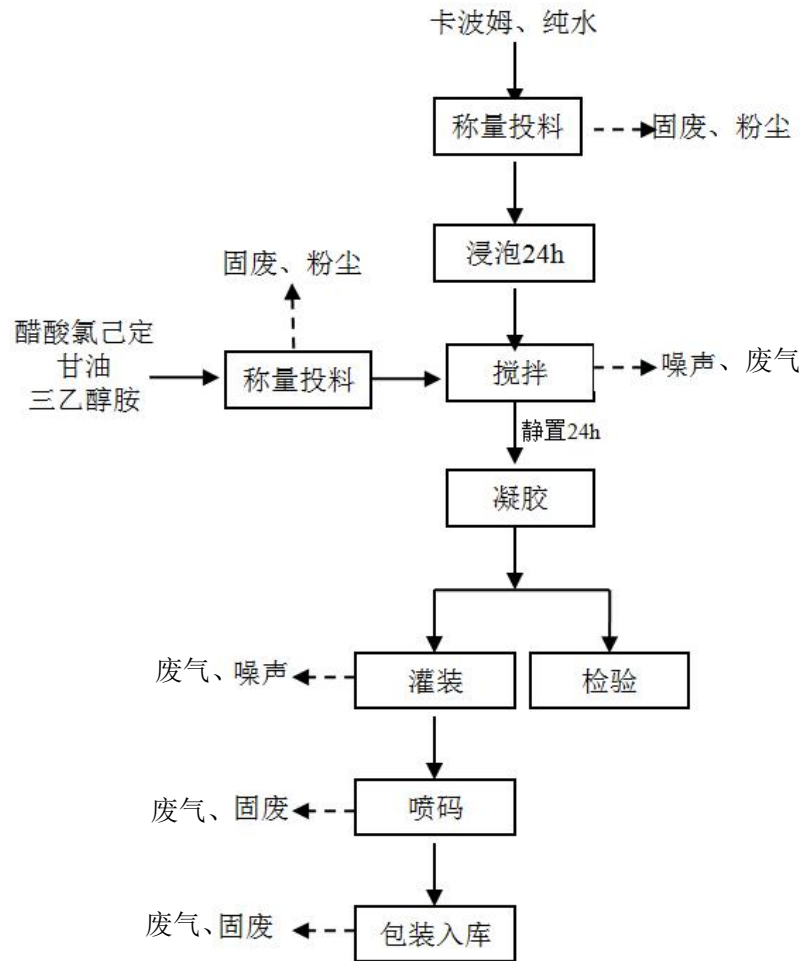 卡波姆、纯水
称量投料
固废、粉尘
浸泡24h
固废、粉尘
醋酸氯己定
甘油
三乙醇胺
称量投料
搅拌
噪声、废气
静置24h
凝胶
废气、噪声
灌装
检验
废气、固废
喷码
废气、固废
包装入库